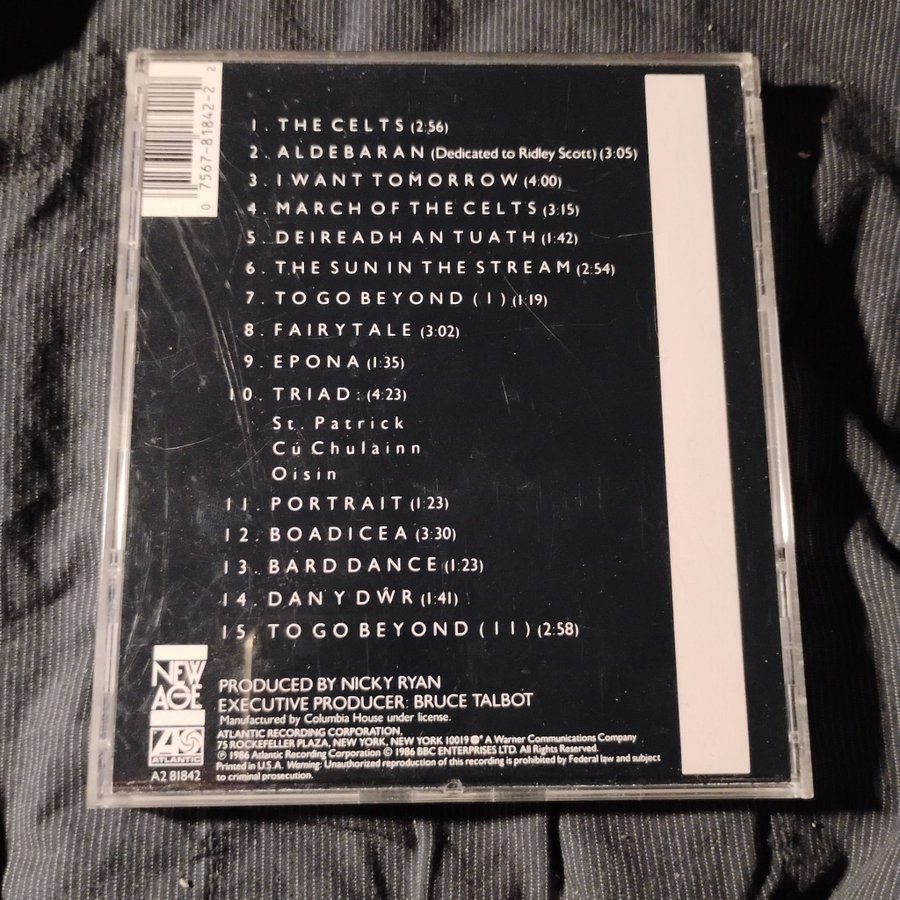 0 7567-81842-2 2
1. THE CELTS (2:56)
2. ALDEBARAN (Dedicated to Ridley Scott) (3:05)
3. I WANT TOMORROW (4:00)
4. MARCH OF THE CELTS (3:15)
5. DEIREADH AN TUATH (1:42)
6. THE SUN IN THE STREAM (2:54)
7. TO GO BEYOND (I) (1:19)
8. FAIRYTALE (3:02)
9. EPONA (1:35)
10. TRIAD: (4:23)
St. Patrick
Cú Chulainn
Oisin
11. PORTRAIT (1:23)
12. BOADICEA (3:30)
13. BARD DANCE (1:23)
14. DAN Y DŴR (1:41)
15. TO GO BEYOND (II) (2:58)
NEW
AGE
PRODUCED BY NICKY RYAN
EXECUTIVE PRODUCER: BRUCE TALBOT
Manufactured by Columbia House under license.
ATLANTIC RECORDING CORPORATION,
75 ROCKEFELLER PLAZA, NEW YORK, NEW YORK 10019 ® A Warner Communications Company
℗ 1986 Atlantic Recording Corporation © 1986 BBC ENTERPRISES LTD. All Rights Reserved.
Printed in U.S.A. Warning: Unauthorized reproduction of this recording is prohibited by Federal law and subject
to criminal prosecution.
ATLANTIC
A2 81842